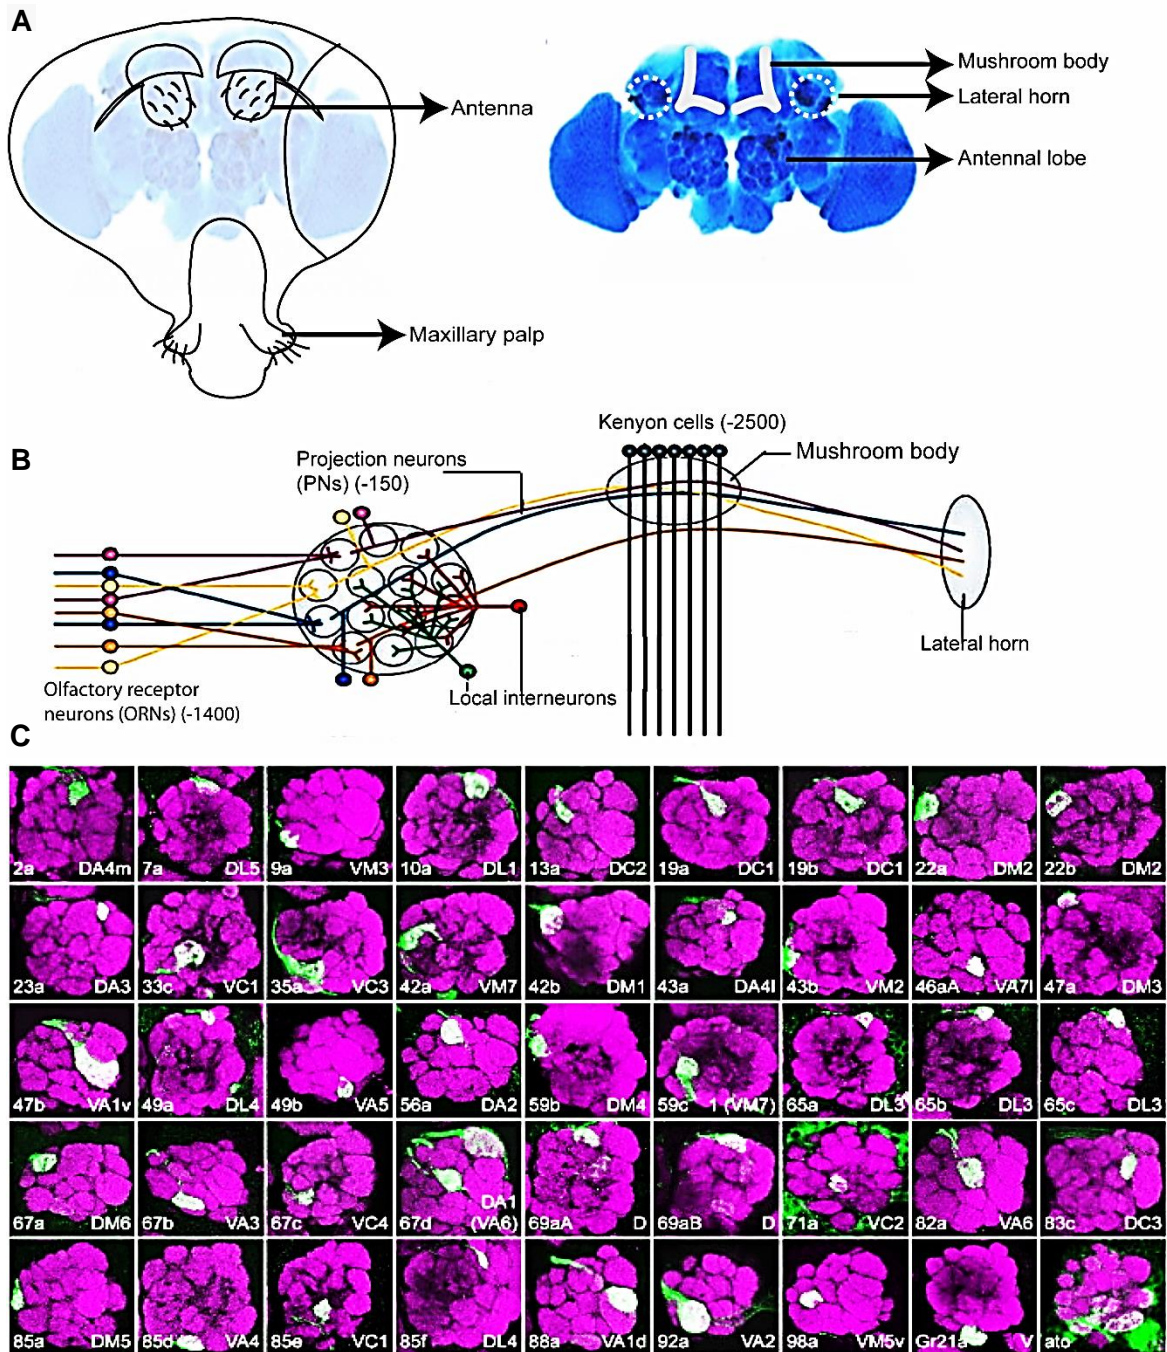 A
Antenna
Maxillary palp
Mushroom body
Lateral horn
Antennal lobe
B
Kenyon cells (-2500)
Projection neurons
(PNs) (-150)
Mushroom body
Lateral horn
Local interneurons
Olfactory receptor
neurons (ORNs) (-1400)
C
2a DA4m 7a DL5 9a VM3 10a DL1 13a DC2 19a DC1 19b DC1 22a DM2 22b DM2
23a DA3 33c VC1 35a VC3 42a VM7 42b DM1 43a DA4l 43b VM2 46aA VA7l 47a DM3
47b VA1v 49a DL4 49b VA5 56a DA2 59b DM4 59c 1 (VM7) 65a DL3 65b DL3 65c DL3
67a DM6 67b VA3 67c VC4 67d DA1 (VA6) 69aA D 69aB D 71a VC2 82a VA6 83c DC3
85a DM5 85d VA4 85e VC1 85f DL4 88a VA1d 92a VA2 98a VM5v Gr21a V ato